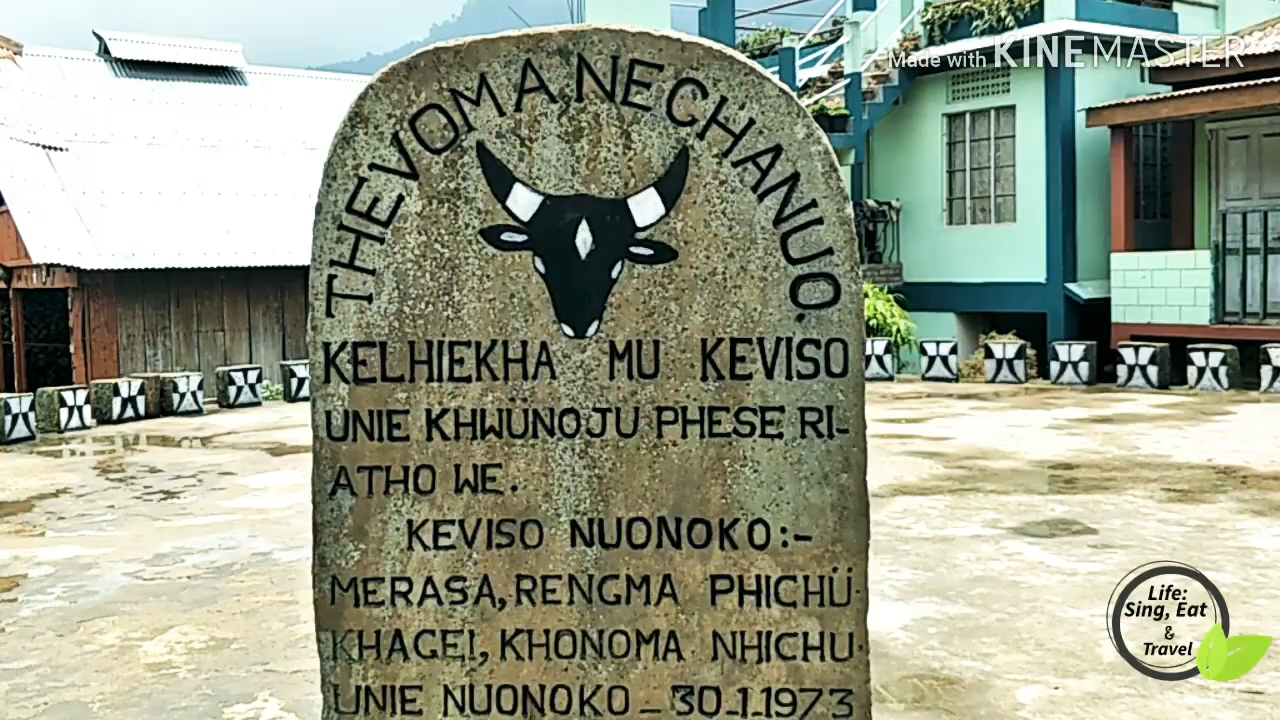 Made with KINEMASTER
THEVOMA NECHANUO.
KELHIEKHA MU KEVISO
UNIE KHWÜNOJU PHESE RI-
ATHO WE.
KEVISO NUONOKO:-
MERASA, RENGMA PHICHÜ
KHAGEI, KHONOMA NHICHU
UNIE NUONOKO - 30-1-1973
Life:
Sing, Eat
&
Travel